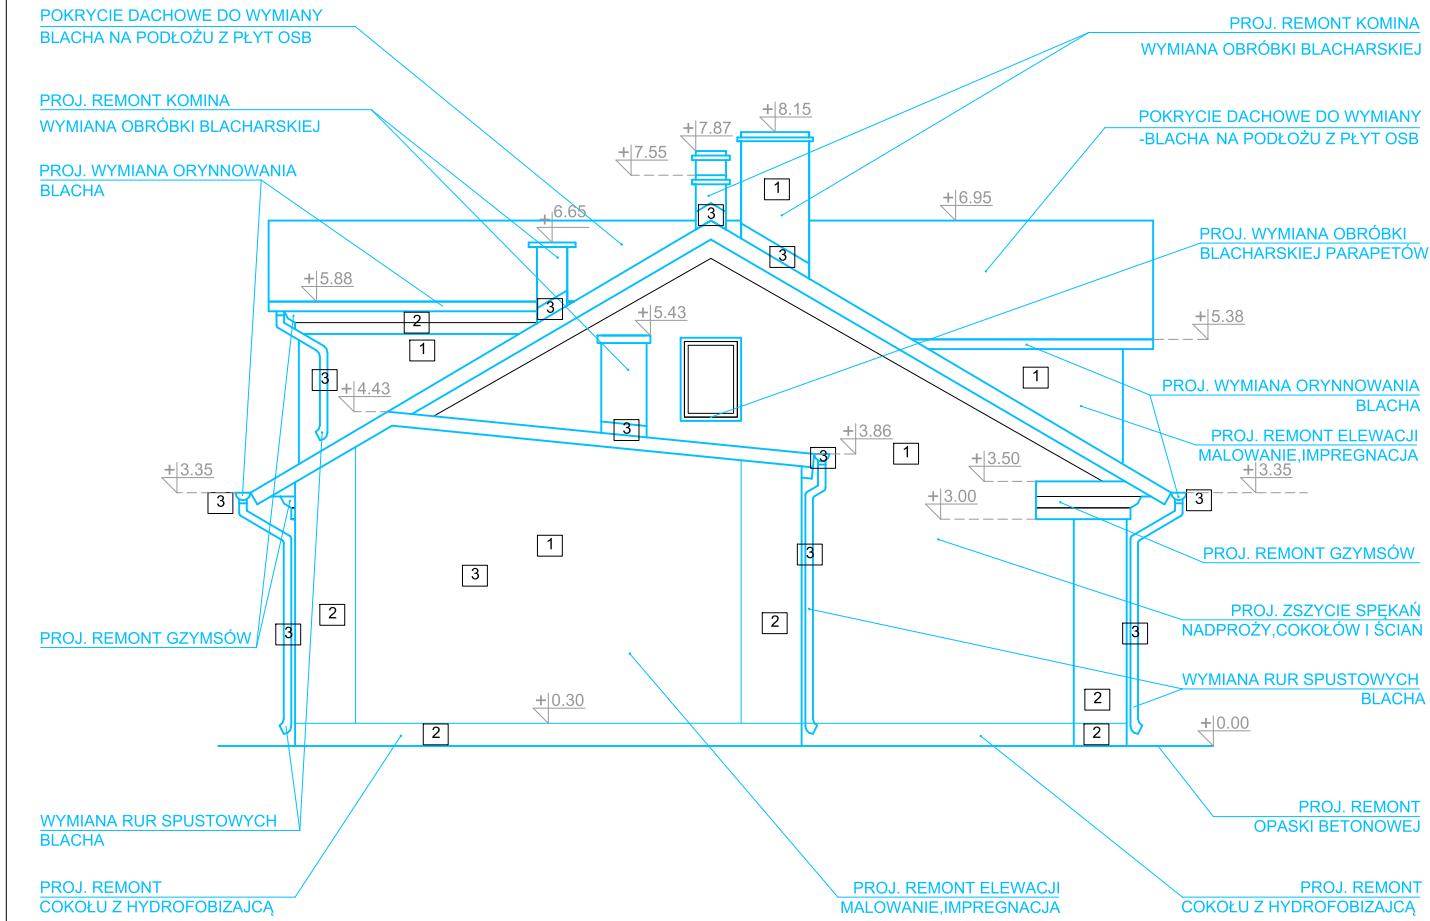 POKRYCIE DACHOWE DO WYMIANY
BLACHA NA PODŁOŻU Z PŁYT OSB
PROJ. REMONT KOMINA
WYMIANA OBRÓBKI BLACHARSKIEJ
PROJ. WYMIANA ORYNNOWANIA
BLACHA
PROJ. REMONT KOMINA
WYMIANA OBRÓBKI BLACHARSKIEJ
POKRYCIE DACHOWE DO WYMIANY
-BLACHA NA PODŁOŻU Z PŁYT OSB
PROJ. WYMIANA OBRÓBKI
BLACHARSKIEJ PARAPETÓW
+8.15
+7.87
+7.55
1
+6.95
3
+6.65
3
+5.88
3
2
+5.43
+5.38
1
3
1
+4.43
PROJ. WYMIANA ORYNNOWANIA
BLACHA
3
+3.86
PROJ. REMONT ELEWACJI
MALOWANIE,IMPREGNACJA
3
1
+3.35
+3.50
+3.35
3
+3.00
3
1
3
PROJ. REMONT GZYMSÓW
3
2
2
PROJ. ZSZYCIE SPĘKAŃ
NADPROŻY,COKOŁÓW I ŚCIAN
PROJ. REMONT GZYMSÓW
3
3
WYMIANA RUR SPUSTOWYCH
BLACHA
+0.30
2
2
2
+0.00
WYMIANA RUR SPUSTOWYCH
BLACHA
PROJ. REMONT
OPASKI BETONOWEJ
PROJ. REMONT
COKOŁU Z HYDROFOBIZAJCĄ
PROJ. REMONT ELEWACJI
MALOWANIE,IMPREGNACJA
PROJ. REMONT
COKOŁU Z HYDROFOBIZAJCĄ